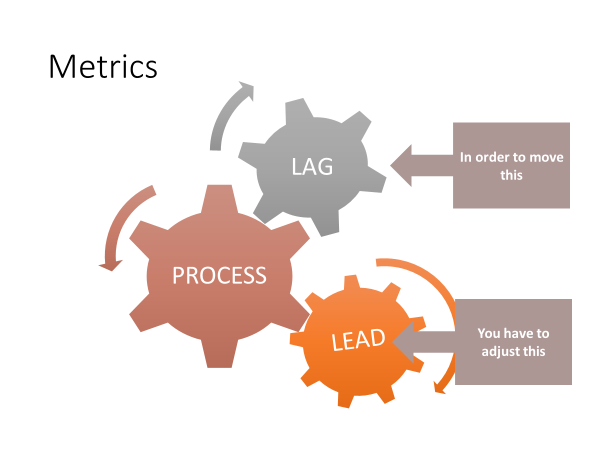 Metrics
LAG
In order to move
this
PROCESS
LEAD
You have to
adjust this